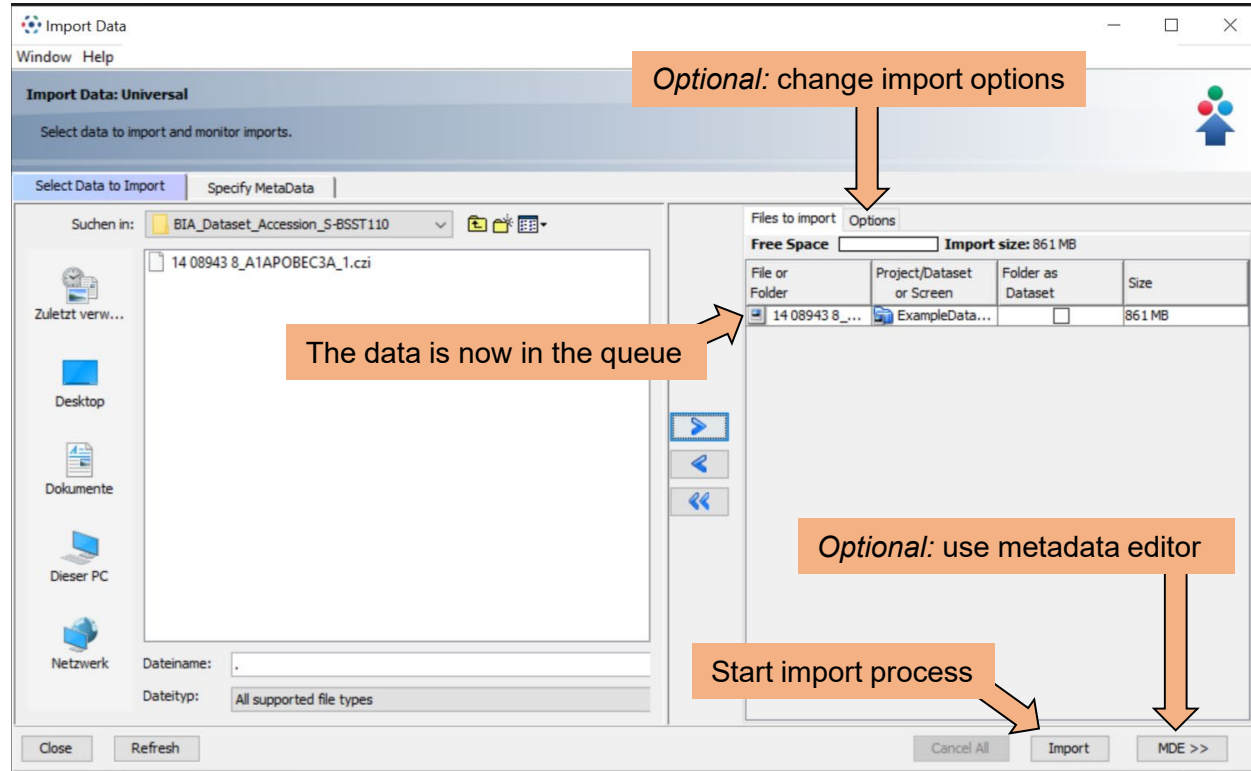 Import Data
Window Help
Optional: change import options
Import Data: Universal
Select data to import and monitor imports.
Select Data to Import Specify MetaData
Suchen in: BIA_Dataset_Accession_S-BSST110
Files to import Options
Free Space Import size: 861 MB
14 08943 8_A1APOBEC3A_1.czi
File or Folder Project/Dataset or Screen Folder as Dataset Size
14 08943 8_... ExampleData... 861 MB
Zuletzt verw...
The data is now in the queue
Desktop
Dokumente
Optional: use metadata editor
Dieser PC
Netzwerk
Dateiname: .
Start import process
Dateityp: All supported file types
Close Refresh Cancel All Import MDE >>